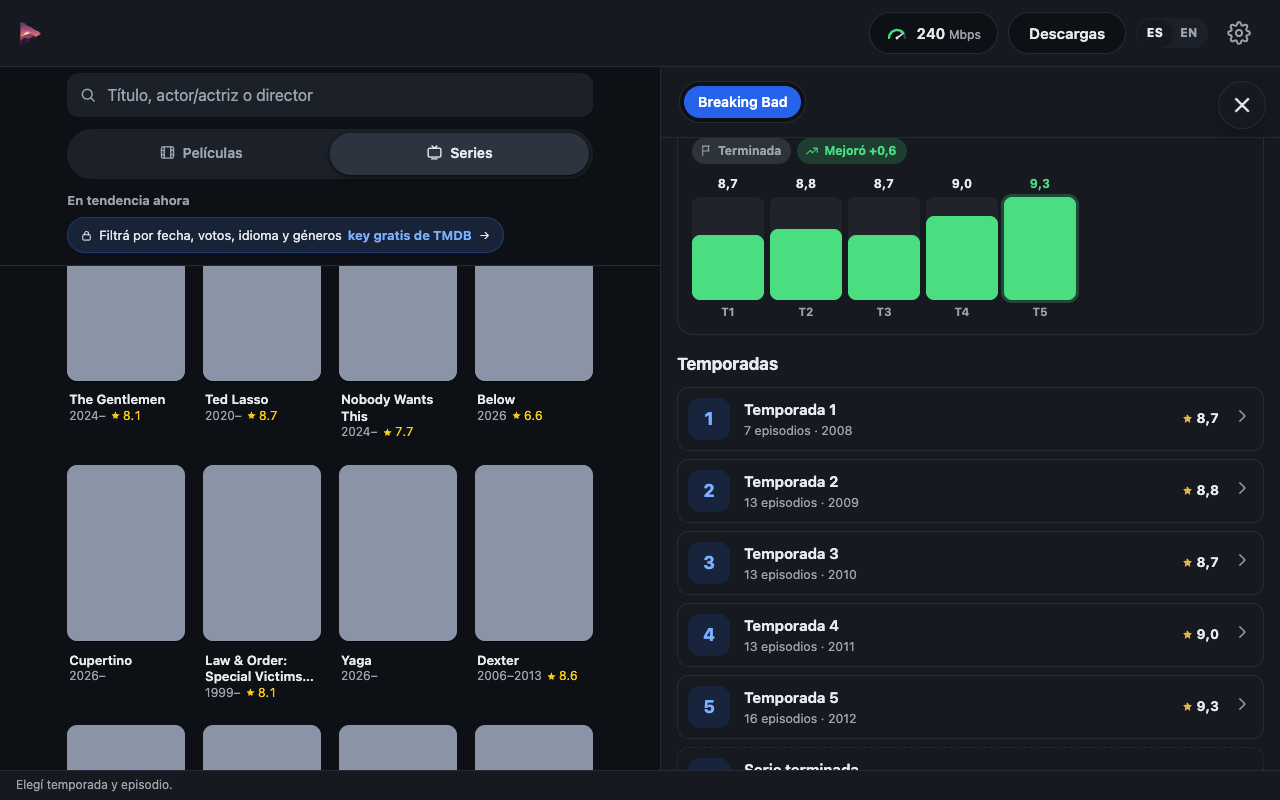 240 Mbps
Descargas
ES EN
Título, actor/actriz o director
Películas
Series
En tendencia ahora
Filtrá por fecha, votos, idioma y géneros key gratis de TMDB →
The Gentlemen
2024– ★ 8.1
Ted Lasso
2020– ★ 8.7
Nobody Wants
This
2024– ★ 7.7
Below
2026 ★ 6.6
Cupertino
2026–
Law & Order:
Special Victims...
1999– ★ 8.1
Yaga
2026–
Dexter
2006–2013 ★ 8.6
Breaking Bad
Terminada
Mejoró +0,6
8,7 8,8 8,7 9,0 9,3
T1 T2 T3 T4 T5
Temporadas
1 Temporada 1 ★ 8,7
7 episodios · 2008
2 Temporada 2 ★ 8,8
13 episodios · 2009
3 Temporada 3 ★ 8,7
13 episodios · 2010
4 Temporada 4 ★ 9,0
13 episodios · 2011
5 Temporada 5 ★ 9,3
16 episodios · 2012
Serie terminada
Elegí temporada y episodio.